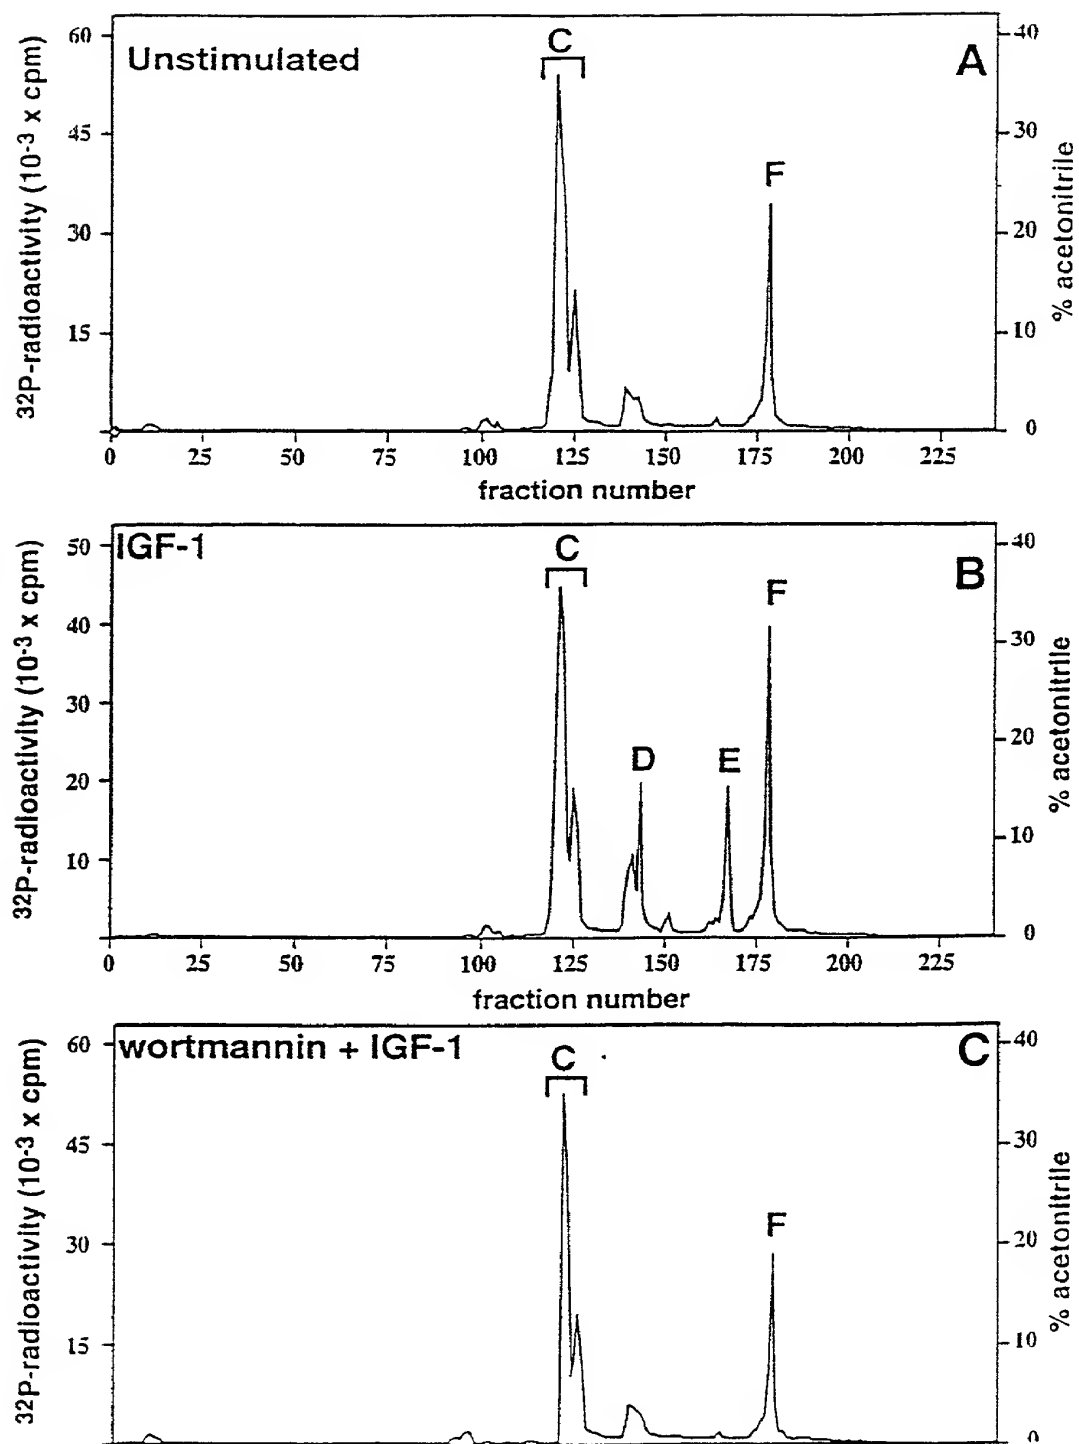 60
45
30
15
32P-radioactivity (10-3 x cpm)
Unstimulated
A
C
F
40
30
20
10
0
% acetonitrile
0 25 50 75 100 125 150 175 200 225
fraction number
50
40
30
20
10
32P-radioactivity (10-3 x cpm)
IGF-1
B
C
D
E
F
40
30
20
10
0
% acetonitrile
0 25 50 75 100 125 150 175 200 225
fraction number
60
45
30
15
32P-radioactivity (10-3 x cpm)
wortmannin + IGF-1
C
C
F
40
30
20
10
0
% acetonitrile